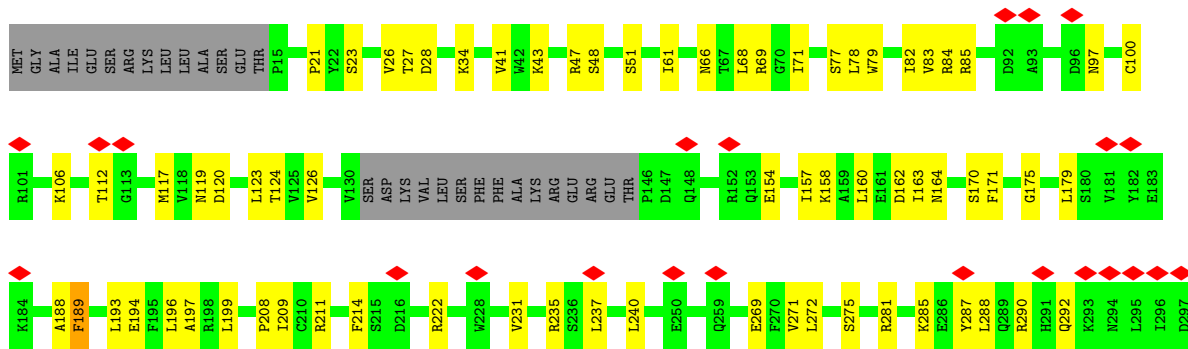 MET GLY ALA ILE GLU SER ARG LYS LEU LEU ALA SER GLU THR P15 P21 Y22 S23 V26 T27 D28 K34 V41 W42 K43 R47 S48 S51 I61 N66 T67 L68 R69 G70 I71 S77 L78 W79 I82 V83 R84 R85 D92 A93 D96 N97 C100
R101 K106 T112 G113 M117 V118 N119 D120 L123 T124 V125 V126 V130 SER ASP LYS VAL LEU SER PHE PHE ALA LYS ARG GLU ARG GLU THR P146 D147 Q148 R152 Q153 E154 I157 K158 A159 L160 E161 D162 I163 N164 S170 F171 G175 L179 S180 V181 Y182 E183
K184 A188 F189 L193 E194 F195 L196 A197 R198 L199 P208 I209 C210 R211 F214 S215 D216 R222 W228 V231 R235 S236 L237 L240 E250 Q259 E269 F270 V271 L272 S275 R281 K285 E286 Y287 L288 Q289 R290 H291 Q292 K293 N294 L295 I296 D297